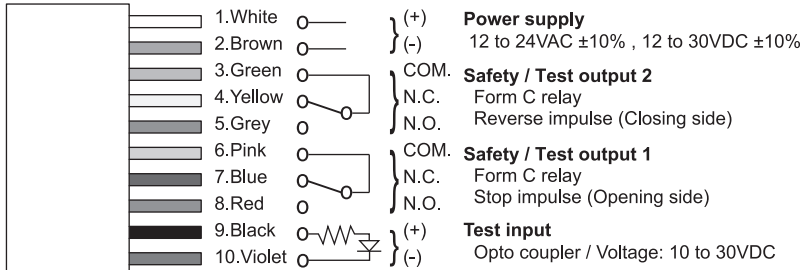 1.White (+) Power supply
2.Brown (-) 12 to 24VAC ±10% , 12 to 30VDC ±10%
3.Green COM. Safety / Test output 2
4.Yellow N.C. Form C relay
5.Grey N.O. Reverse impulse (Closing side)
6.Pink COM. Safety / Test output 1
7.Blue N.C. Form C relay
8.Red N.O. Stop impulse (Opening side)
9.Black (+) Test input
10.Violet (-) Opto coupler / Voltage: 10 to 30VDC